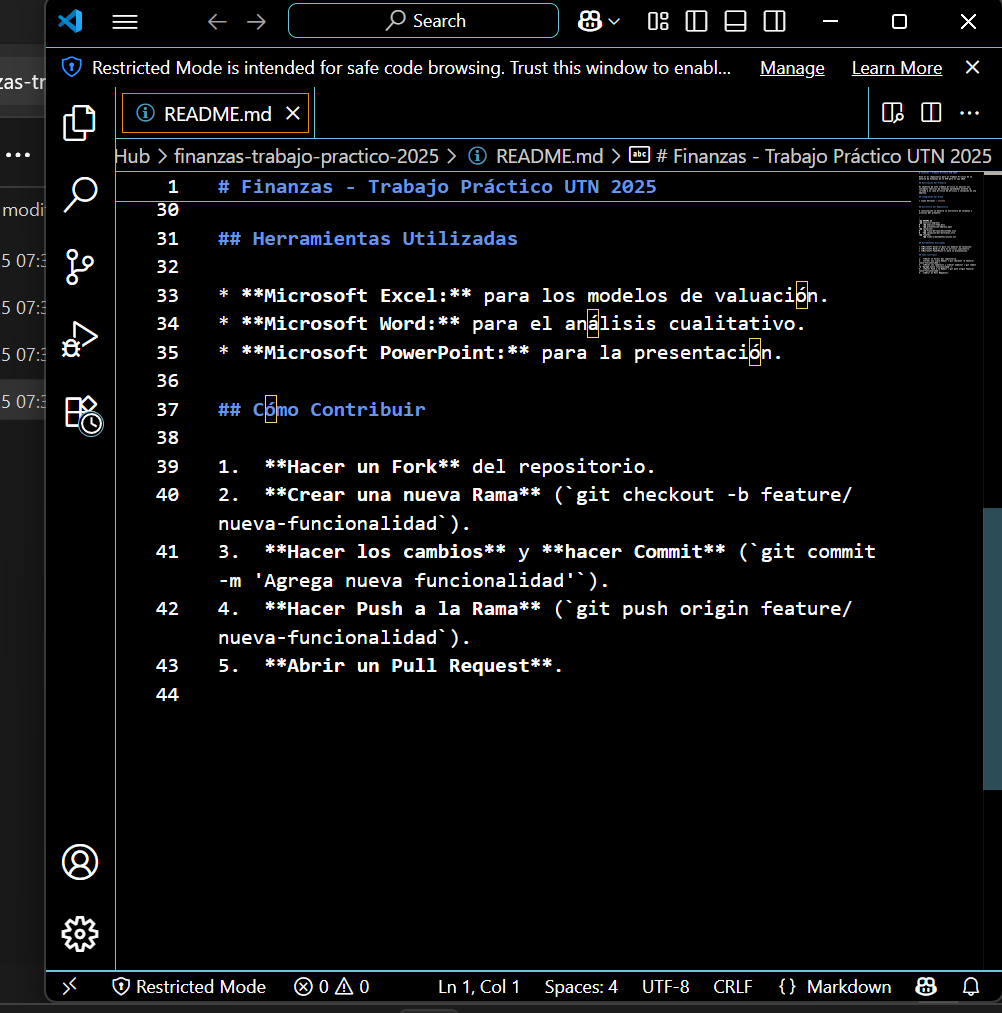 Search
Restricted Mode is intended for safe code browsing. Trust this window to enabl... Manage Learn More
README.md
Hub > finanzas-trabajo-practico-2025 > README.md > # Finanzas - Trabajo Práctico UTN 2025
1 # Finanzas - Trabajo Práctico UTN 2025
30
31 ## Herramientas Utilizadas
32
33 * **Microsoft Excel:** para los modelos de valuación.
34 * **Microsoft Word:** para el análisis cualitativo.
35 * **Microsoft PowerPoint:** para la presentación.
36
37 ## Cómo Contribuir
38
39 1.  **Hacer un Fork** del repositorio.
40 2.  **Crear una nueva Rama** (`git checkout -b feature/
nueva-funcionalidad`).
41 3.  **Hacer los cambios** y **hacer Commit** (`git commit
-m 'Agrega nueva funcionalidad'`).
42 4.  **Hacer Push a la Rama** (`git push origin feature/
nueva-funcionalidad`).
43 5.  **Abrir un Pull Request**.
44
Restricted Mode 0 0 Ln 1, Col 1 Spaces: 4 UTF-8 CRLF {} Markdown
zas-tr
...
modi
5 07:3
5 07:3
5 07:3
5 07:3